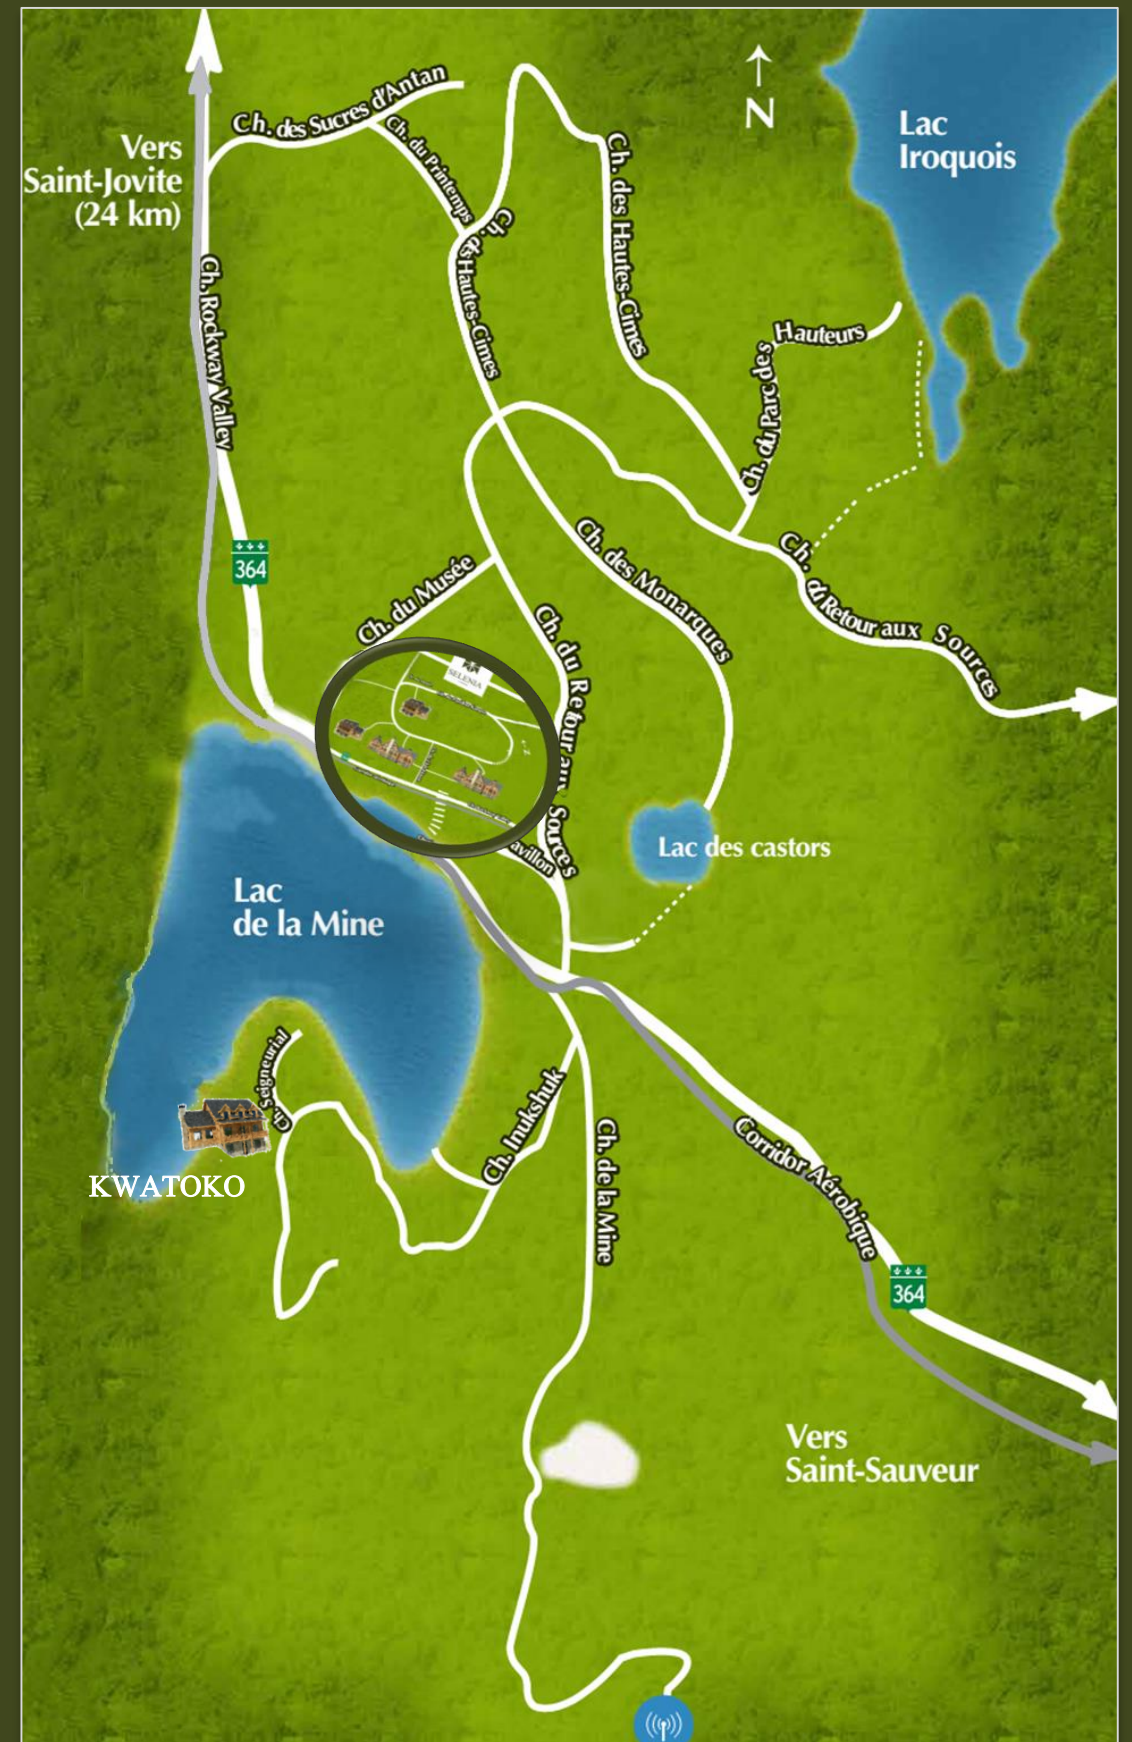 Ch. des Sucres d'Antan
Ch. du Printemps
N
Lac
Iroquois
Vers
Saint-Jovite
(24 km)
Ch. des Hautes-Cimes
Ch. des Hautes-Cimes
Ch. Rockway Valley
Ch. du Parc des Hauteurs
364
Ch. des Monarques
Ch. du Retour aux Sources
Ch. du Musée
Ch. du Retour aux Sources
SELENIA
avillon
Lac des castors
Lac
de la Mine
Ch. Seigneurial
Ch. Inukshuk
Ch. de la Mine
Corridor Aérobique
KWATOKO
364
Vers
Saint-Sauveur